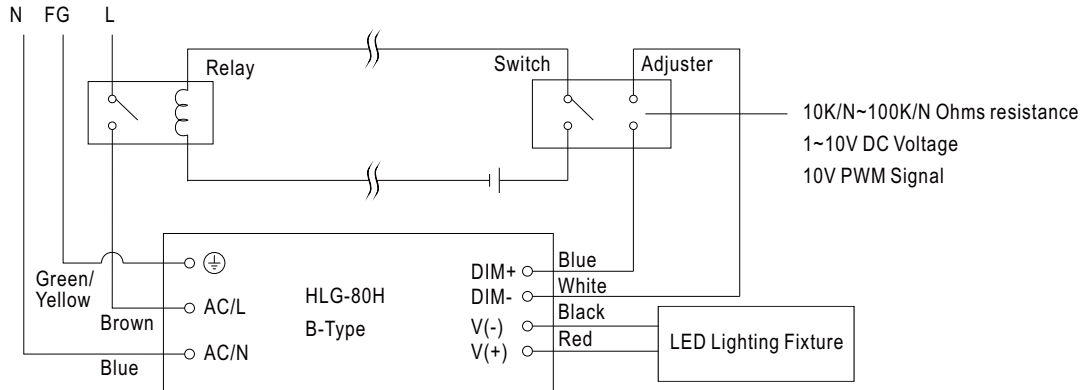 N FG L
Relay
Switch
Adjuster
10K/N~100K/N Ohms resistance
1~10V DC Voltage
10V PWM Signal
Green/
Yellow
Brown
Blue
AC/L
AC/N
HLG-80H
B-Type
DIM+
DIM-
V(-)
V(+)
Blue
White
Black
Red
LED Lighting Fixture